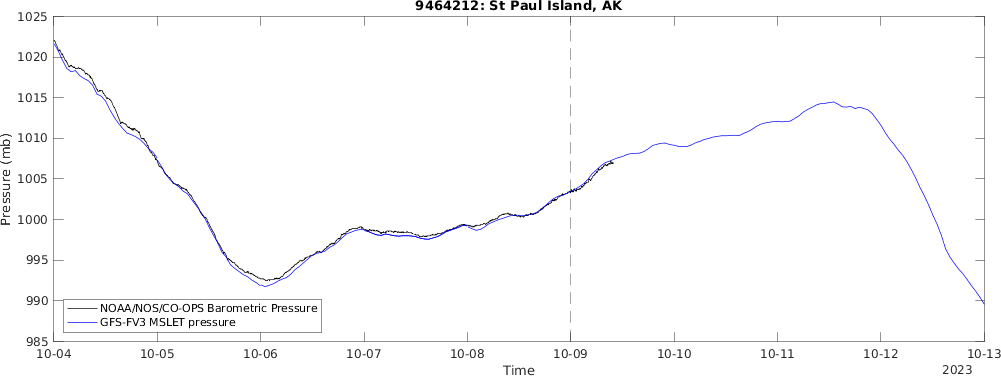 9464212: St Paul Island, AK
1025
1020
1015
1010
1005
1000
995
990
985
Pressure (mb)
NOAA/NOS/CO-OPS Barometric Pressure
GFS-FV3 MSLET pressure
10-04 10-05 10-06 10-07 10-08 10-09 10-10 10-11 10-12 10-13
Time
2023